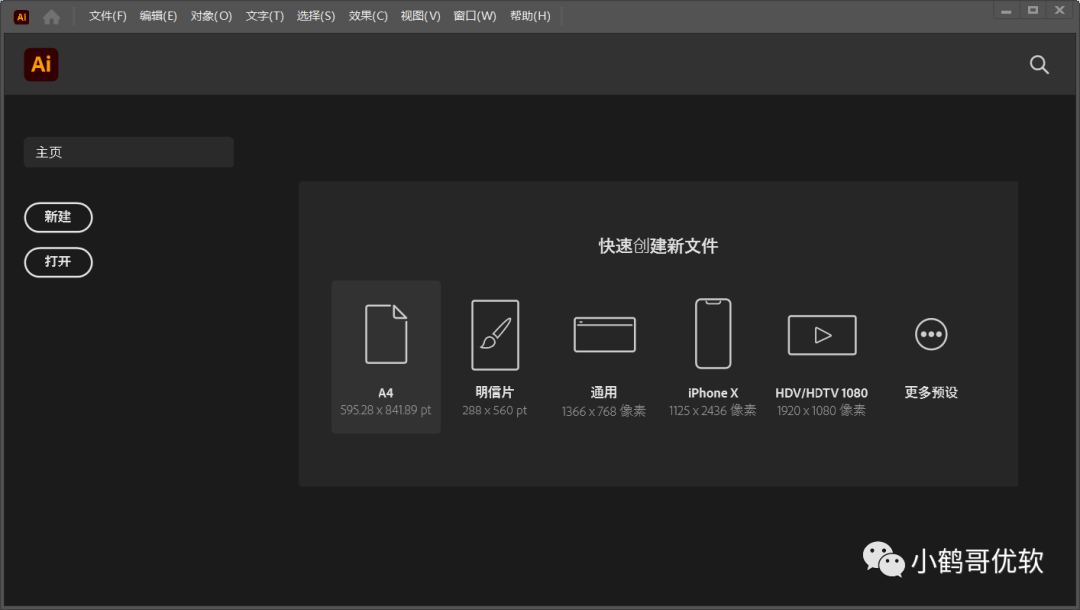 Ai 文件(F) 编辑(E) 对象(O) 文字(T) 选择(S) 效果(C) 视图(V) 窗口(W) 帮助(H)
Ai
主页
新建
打开
快速创建新文件
A4 明信片 通用 iPhone X HDV/HDTV 1080 更多预设
595.28 x 841.89 pt 288 x 560 pt 1366 x 768 像素 1125 x 2436 像素 1920 x 1080 像素
小鹤哥优软